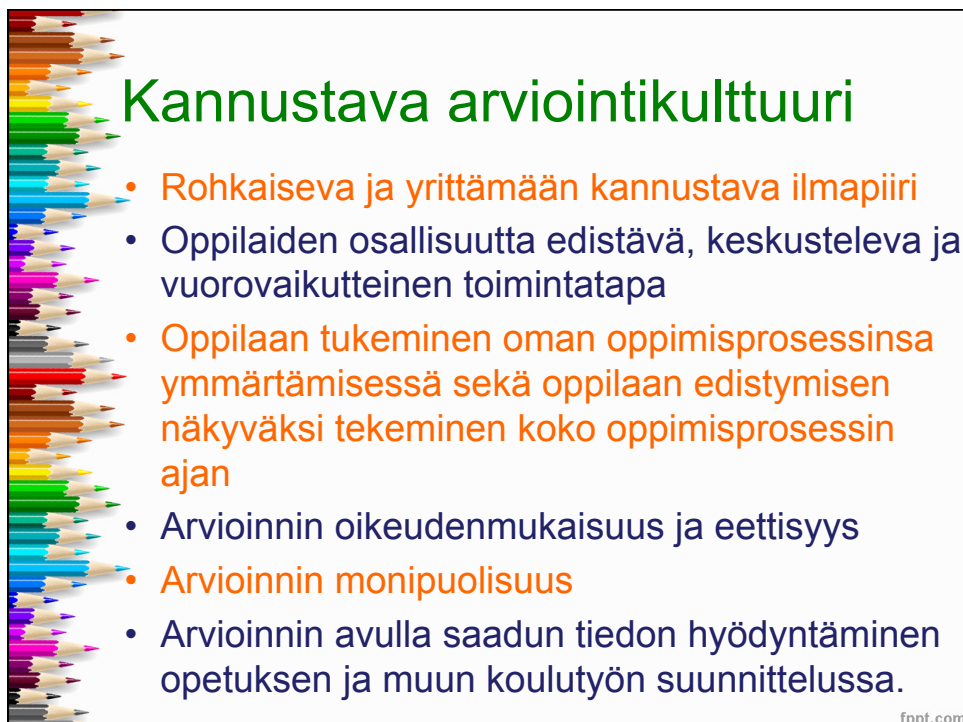 Kannustava arviointikulttuuri
• Rohkaiseva ja yrittämään kannustava ilmapiiri
• Oppilaiden osallisuutta edistävä, keskusteleva ja
vuorovaikutteinen toimintatapa
• Oppilaan tukeminen oman oppimisprosessinsa
ymmärtämisessä sekä oppilaan edistymisen
näkyväksi tekeminen koko oppimisprosessin
ajan
• Arvioinnin oikeudenmukaisuus ja eettisyys
• Arvioinnin monipuolisuus
• Arvioinnin avulla saadun tiedon hyödyntäminen
opetuksen ja muun koulutyön suunnittelussa.
fppt.com